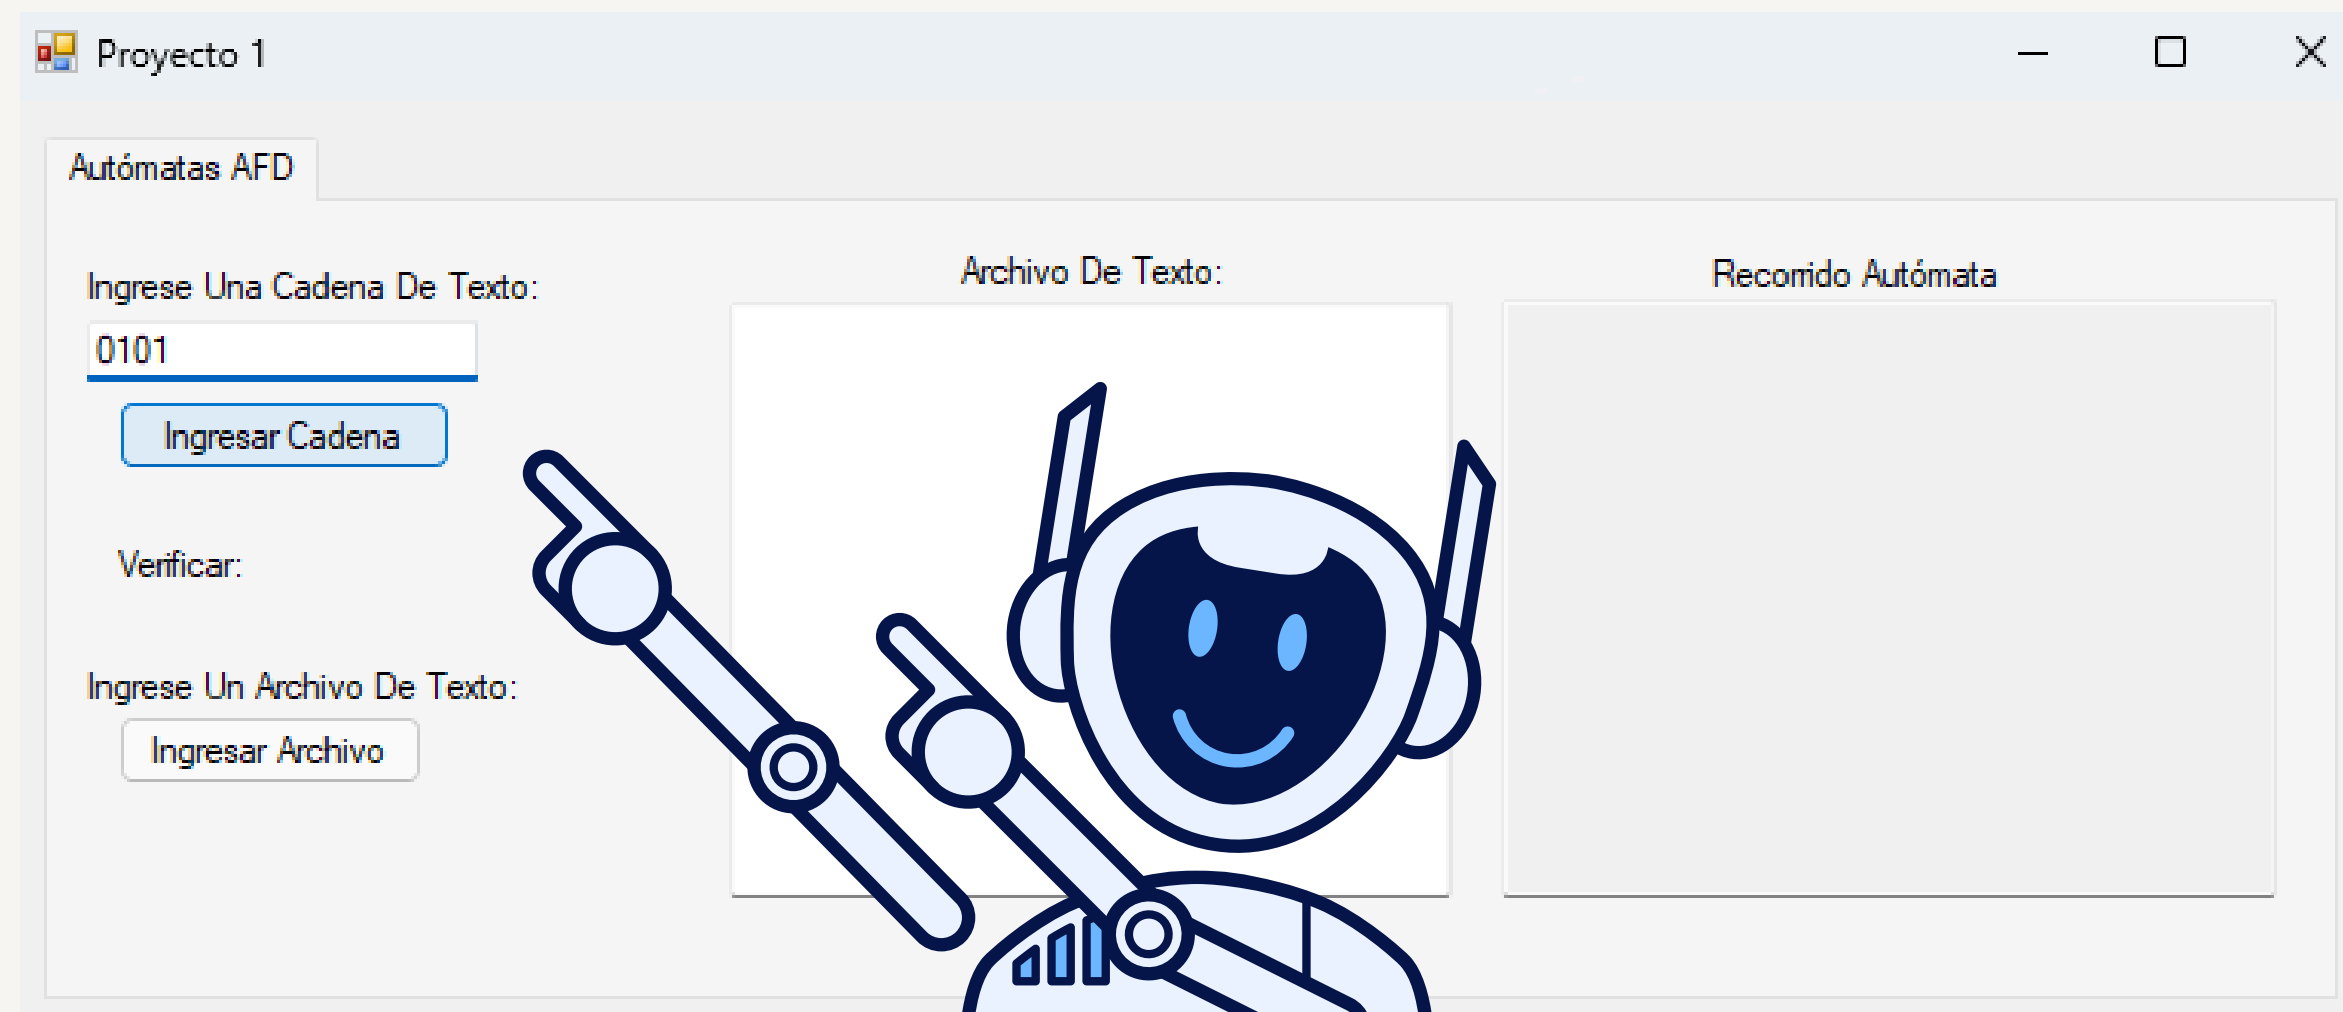 Proyecto 1
Autómatas AFD
Ingrese Una Cadena De Texto:
0101
Ingresar Cadena
Verificar:
Ingrese Un Archivo De Texto:
Ingresar Archivo
Archivo De Texto:
Recorrido Autómata